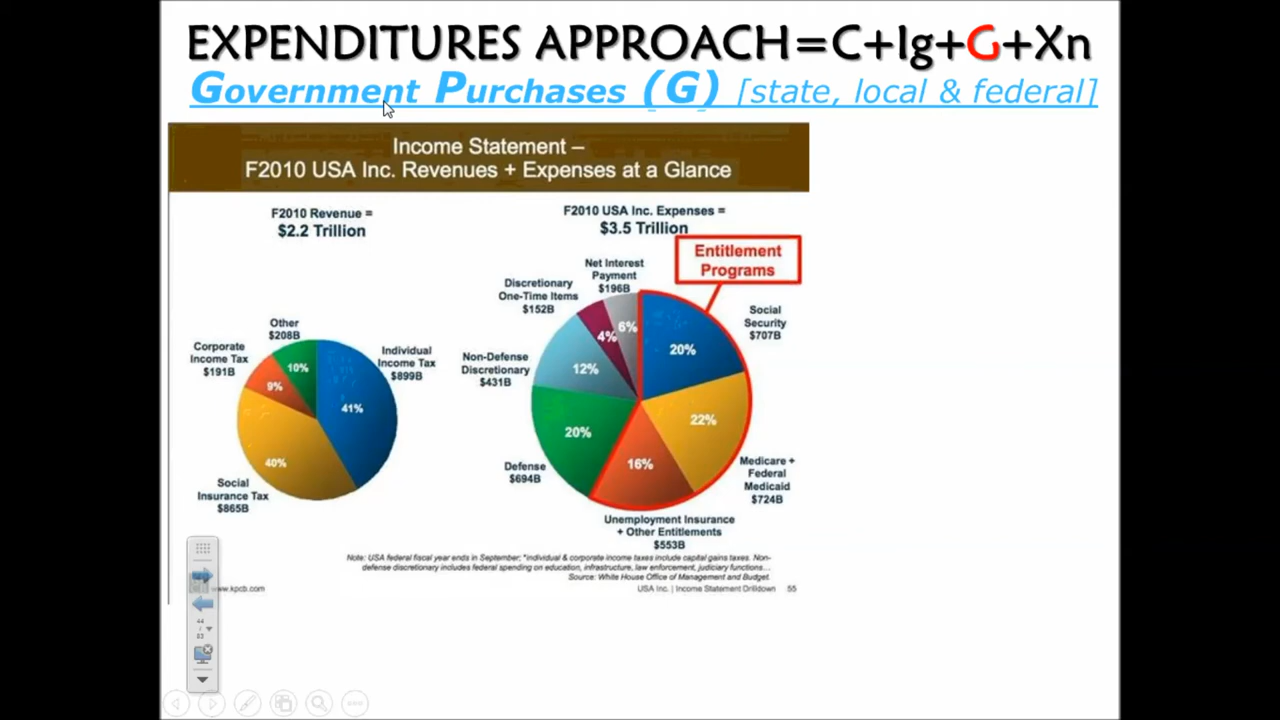 EXPENDITURES APPROACH=C+Ig+G+Xn
Government Purchases (G) [state, local & federal]
Income Statement –
F2010 USA Inc. Revenues + Expenses at a Glance
F2010 Revenue =
$2.2 Trillion
Other
$208B
Corporate
Income Tax
$191B
Individual
Income Tax
$899B
10%
9%
41%
40%
Social
Insurance Tax
$865B
F2010 USA Inc. Expenses =
$3.5 Trillion
Entitlement
Programs
Net Interest
Payment
$196B
Discretionary
One-Time Items
$152B
Social
Security
$707B
Non-Defense
Discretionary
$431B
6%
4%
20%
12%
22%
20%
16%
Defense
$694B
Medicare +
Federal
Medicaid
$724B
Unemployment Insurance
+ Other Entitlements
$553B
Note: USA federal fiscal year ends in September; *individual & corporate income taxes include capital gains taxes. Non-
defense discretionary includes federal spending on education, infrastructure, law enforcement, judiciary functions…
Source: White House Office of Management and Budget.
www.kpcb.com
USA Inc. | Income Statement Drilldown 55
44
/
83